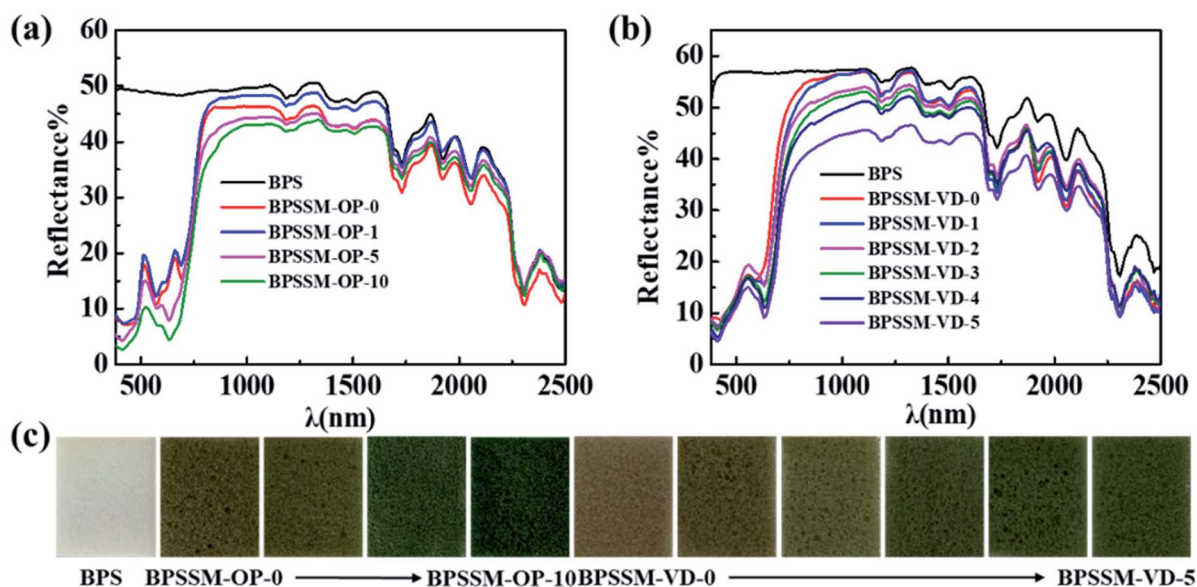 (a)
60
50
40
30
20
10
0
Reflectance%
BPS
BPSSM-OP-0
BPSSM-OP-1
BPSSM-OP-5
BPSSM-OP-10
500 1000 1500 2000 2500
λ(nm)
(b)
60
50
40
30
20
10
0
Reflectance%
BPS
BPSSM-VD-0
BPSSM-VD-1
BPSSM-VD-2
BPSSM-VD-3
BPSSM-VD-4
BPSSM-VD-5
500 1000 1500 2000 2500
λ(nm)
(c)
BPS BPSSM-OP-0 BPSSM-OP-10 BPSSM-VD-0 BPSSM-VD-5